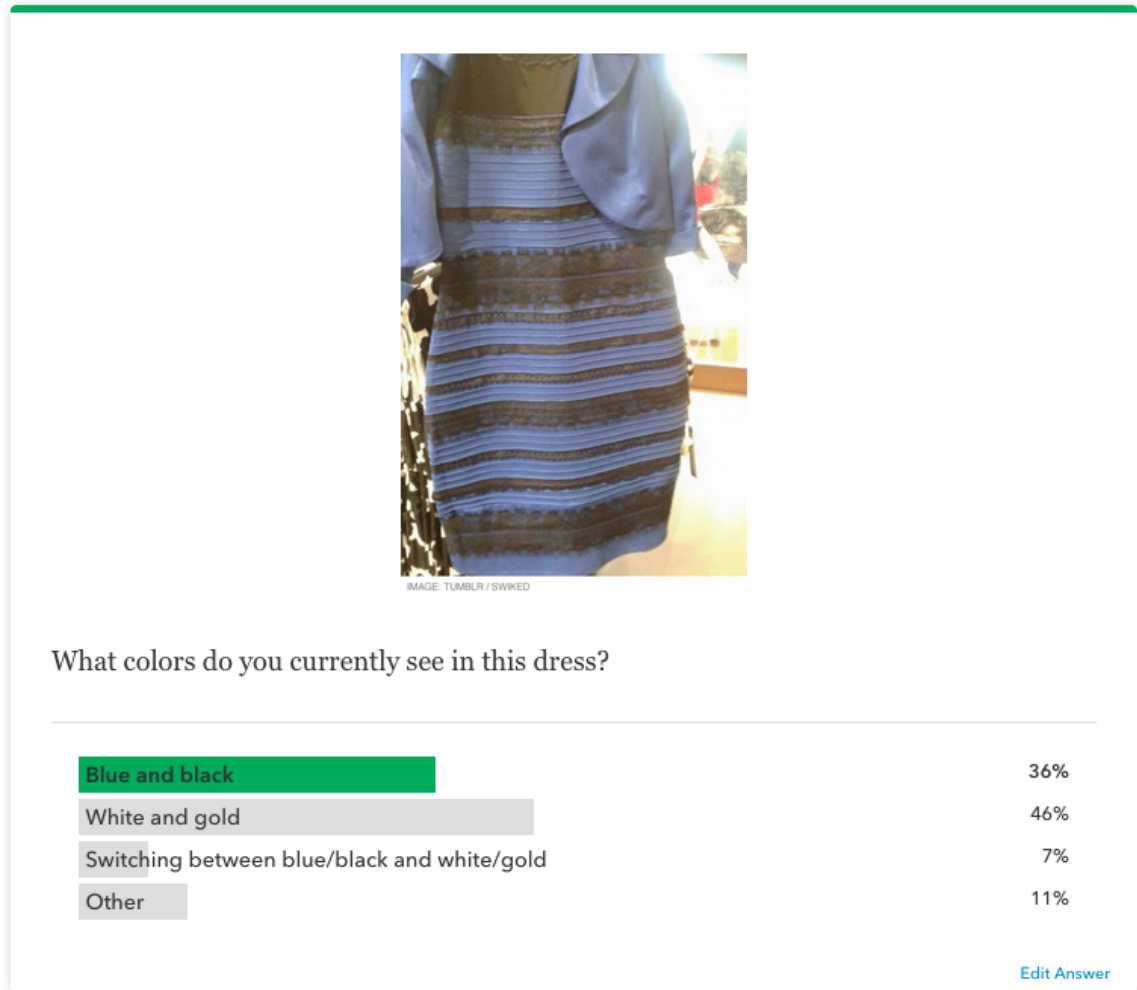 IMAGE: TUMBLR / SWIKED
What colors do you currently see in this dress?
Blue and black 36%
White and gold 46%
Switching between blue/black and white/gold 7%
Other 11%
Edit Answer